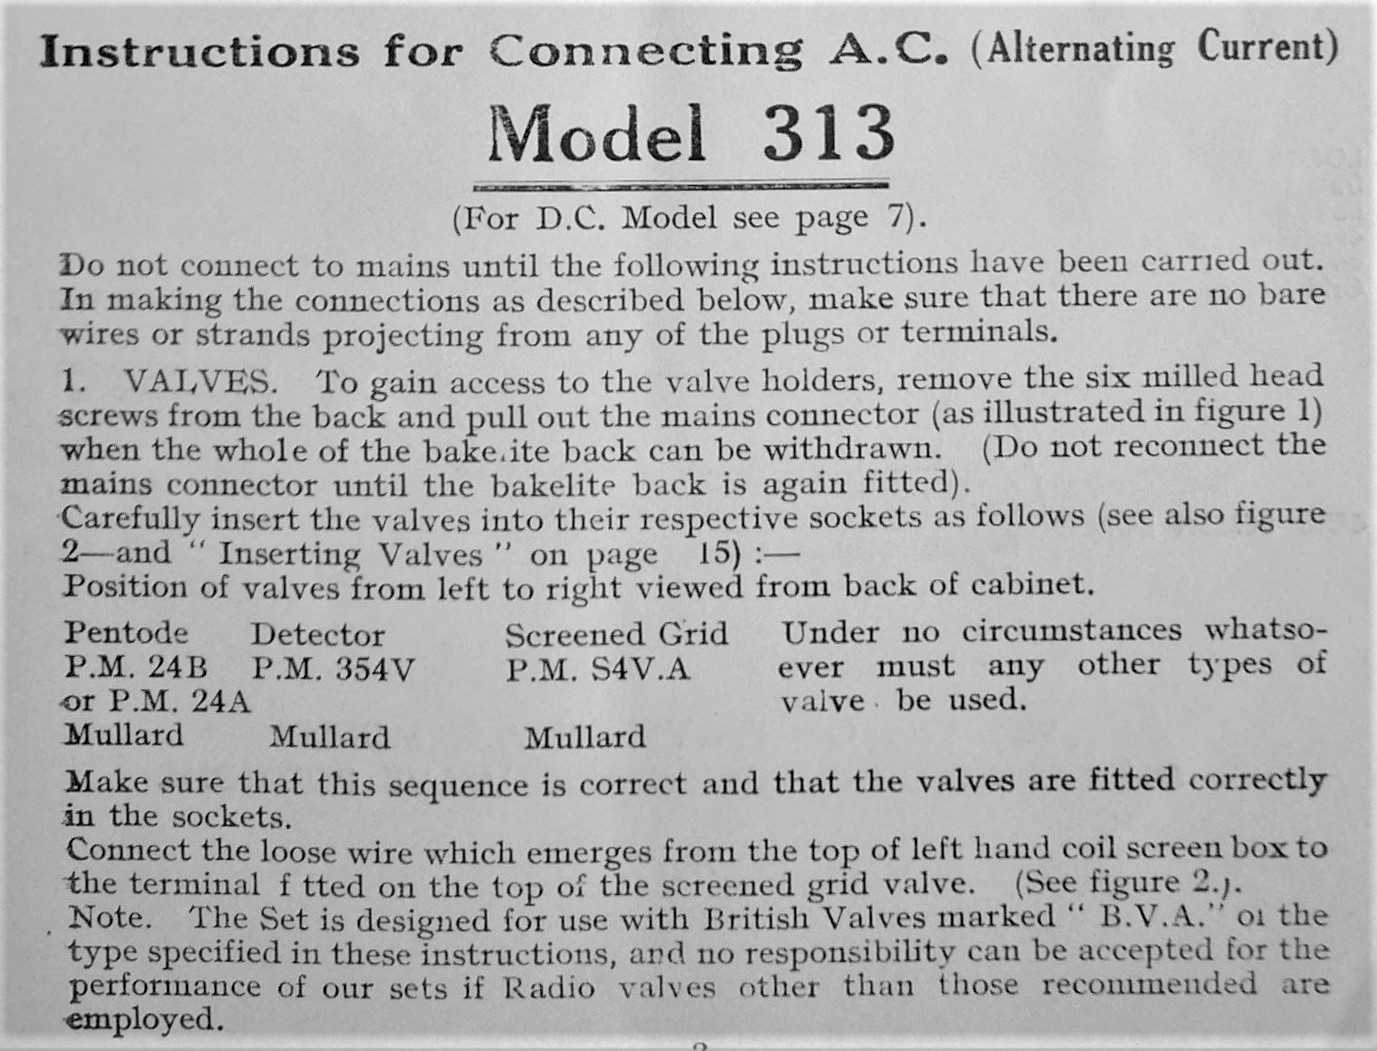 Instructions for Connecting A.C. (Alternating Current)
Model 313
(For D.C. Model see page 7).
Do not connect to mains until the following instructions have been carried out.
In making the connections as described below, make sure that there are no bare
wires or strands projecting from any of the plugs or terminals.
1. VALVES. To gain access to the valve holders, remove the six milled head
screws from the back and pull out the mains connector (as illustrated in figure 1)
when the whole of the bake.ite back can be withdrawn. (Do not reconnect the
mains connector until the bakelite back is again fitted).
Carefully insert the valves into their respective sockets as follows (see also figure
2—and “ Inserting Valves ” on page 15) :—
Position of valves from left to right viewed from back of cabinet.
Pentode Detector Screened Grid Under no circumstances whatso-
P.M. 24B P.M. 354V P.M. S4V.A ever must any other types of
or P.M. 24A valve be used.
Mullard Mullard Mullard
Make sure that this sequence is correct and that the valves are fitted correctly
in the sockets.
Connect the loose wire which emerges from the top of left hand coil screen box to
the terminal f tted on the top of the screened grid valve. (See figure 2.).
Note. The Set is designed for use with British Valves marked “ B.V.A.” of the
type specified in these instructions, and no responsibility can be accepted for the
performance of our sets if Radio valves other than those recommended are
employed.